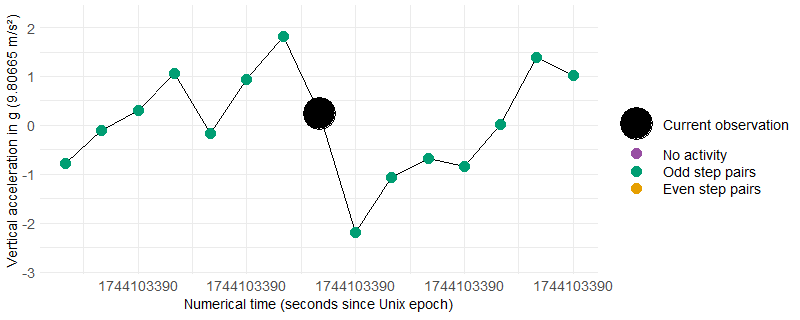 Vertical acceleration in g (9.80665 m/s²)
2
1
0
-1
-2
-3
1744103390 1744103390 1744103390 1744103390 1744103390
Numerical time (seconds since Unix epoch)
Current observation
No activity
Odd step pairs
Even step pairs